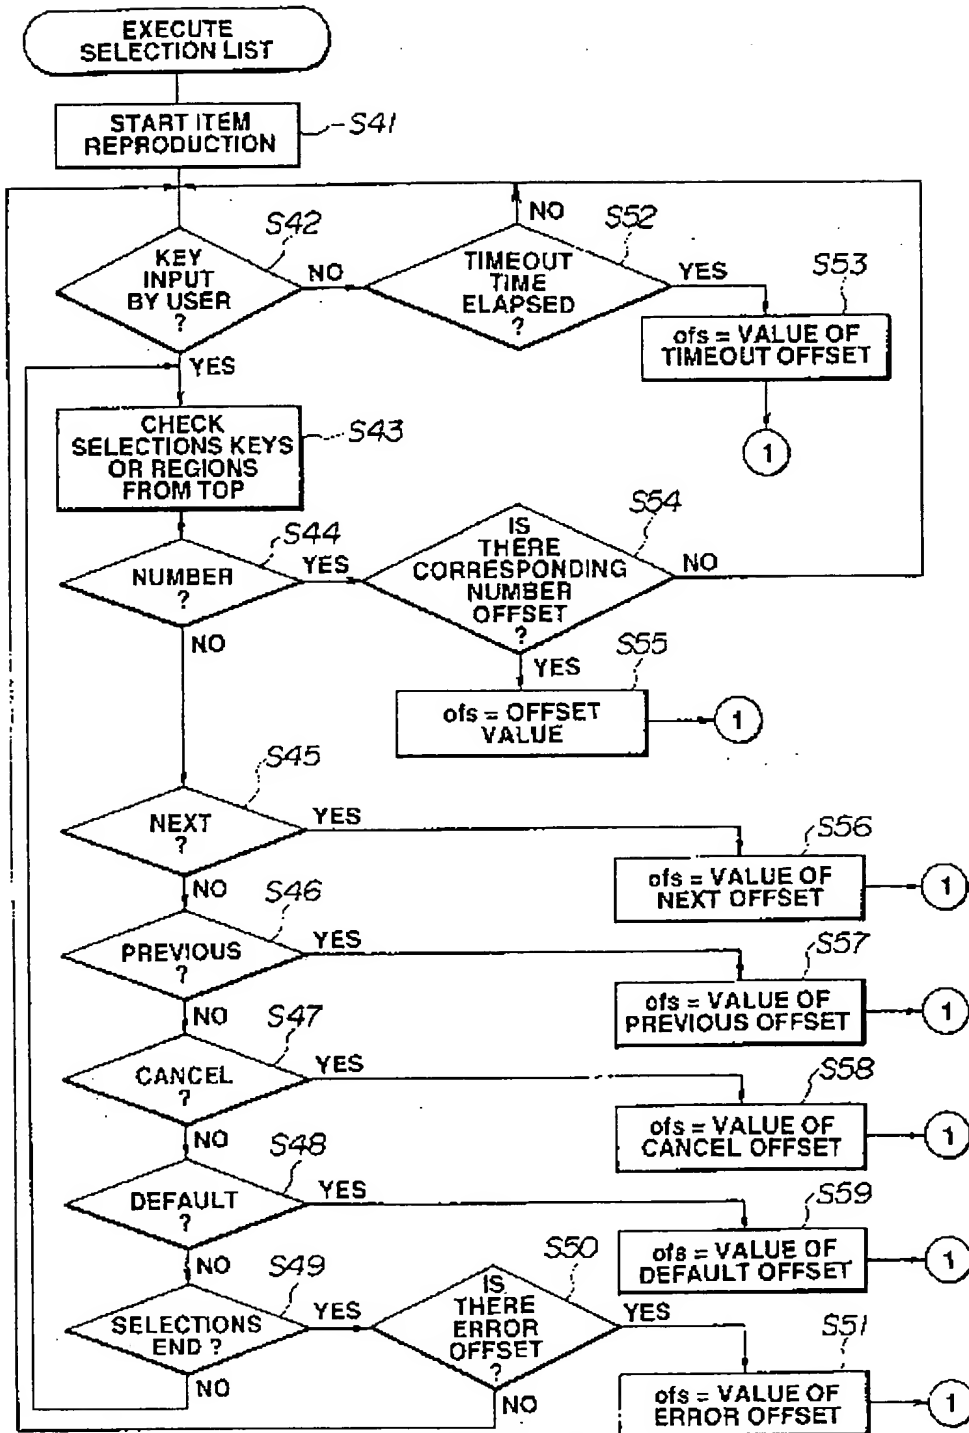 EXECUTE
SELECTION LIST
START ITEM
REPRODUCTION
S41
KEY
INPUT
BY USER
?
S42
NO
YES
TIMEOUT
TIME
ELAPSED
?
S52
NO
YES
S53
ofs = VALUE OF
TIMEOUT OFFSET
1
CHECK
SELECTIONS KEYS
OR REGIONS
FROM TOP
S43
NUMBER
?
S44
YES
NO
IS
THERE
CORRESPONDING
NUMBER
OFFSET
?
S54
NO
YES
S55
ofs = OFFSET
VALUE
1
NEXT
?
S45
YES
NO
S56
ofs = VALUE OF
NEXT OFFSET
1
PREVIOUS
?
S46
YES
NO
S57
ofs = VALUE OF
PREVIOUS OFFSET
1
CANCEL
?
S47
YES
NO
S58
ofs = VALUE OF
CANCEL OFFSET
1
DEFAULT
?
S48
YES
NO
S59
ofs = VALUE OF
DEFAULT OFFSET
1
SELECTIONS
END ?
S49
YES
NO
IS
THERE
ERROR
OFFSET
?
S50
YES
NO
S51
ofs = VALUE OF
ERROR OFFSET
1